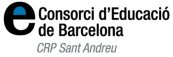 Consorci d'Educació
de Barcelona
CRP Sant Andreu